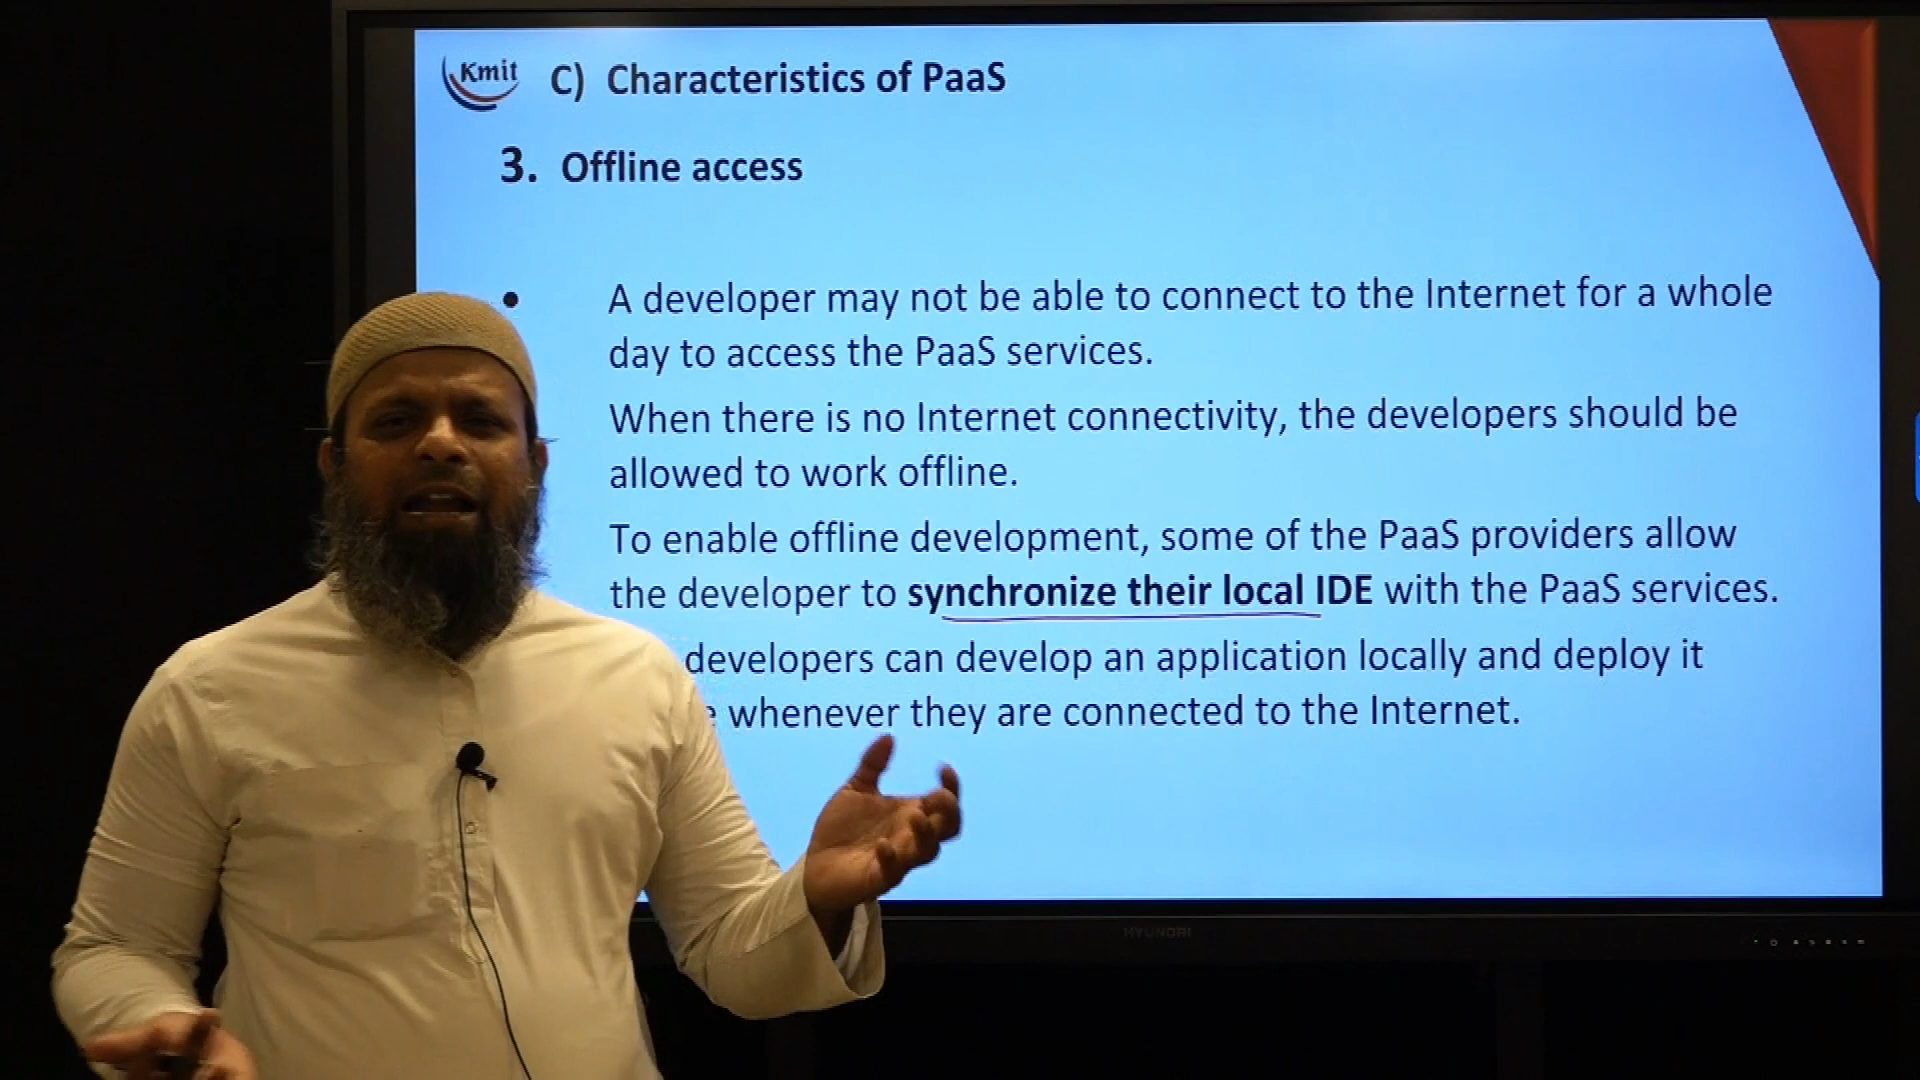 Kmit
C) Characteristics of PaaS
3. Offline access
• A developer may not be able to connect to the Internet for a whole
day to access the PaaS services.
When there is no Internet connectivity, the developers should be
allowed to work offline.
To enable offline development, some of the PaaS providers allow
the developer to synchronize their local IDE with the PaaS services.
developers can develop an application locally and deploy it
whenever they are connected to the Internet.
HYUNDAI